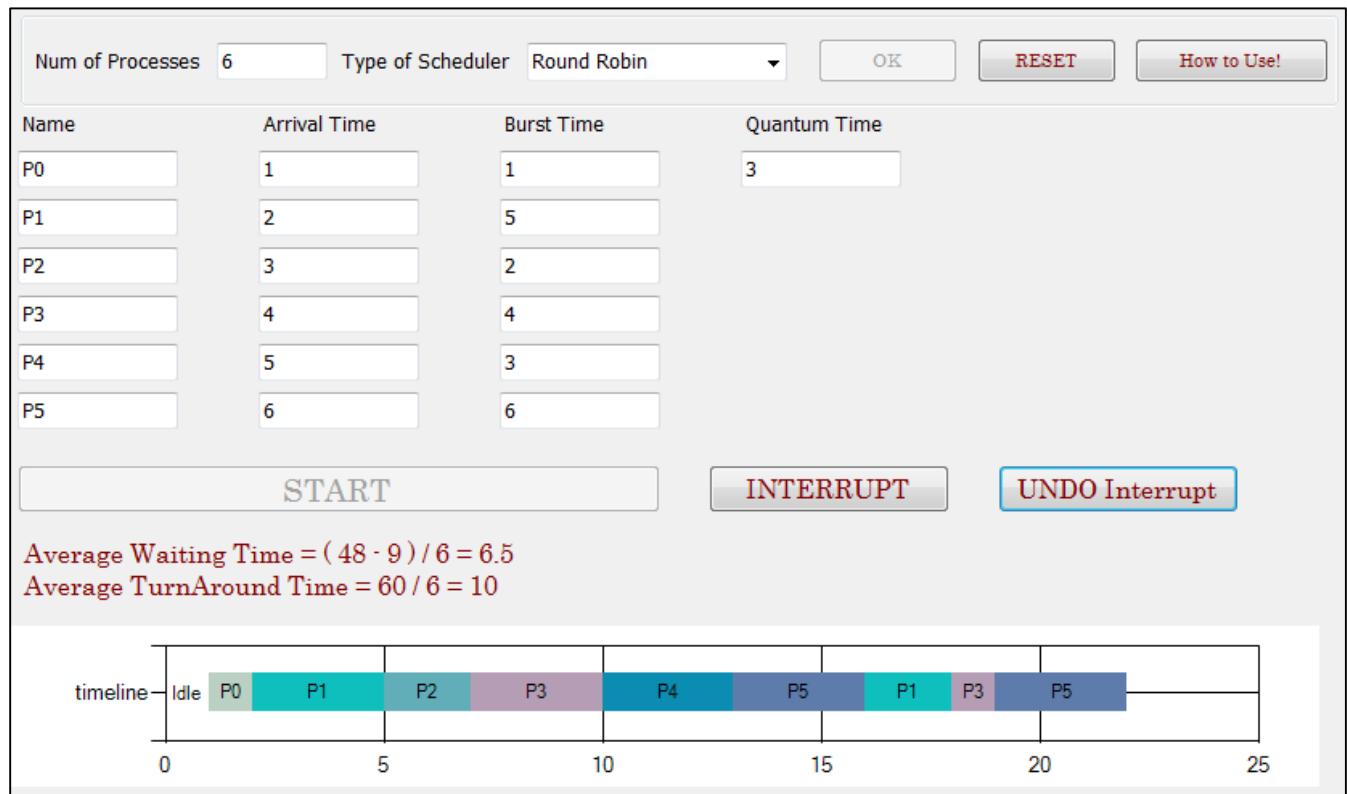 Num of Processes 6 Type of Scheduler Round Robin OK RESET How to Use!
Name Arrival Time Burst Time Quantum Time
P0 1 1 3
P1 2 5
P2 3 2
P3 4 4
P4 5 3
P5 6 6
START INTERRUPT UNDO Interrupt
Average Waiting Time = ( 48 - 9 ) / 6 = 6.5
Average TurnAround Time = 60 / 6 = 10
timeline Idle P0 P1 P2 P3 P4 P5 P1 P3 P5
0 5 10 15 20 25